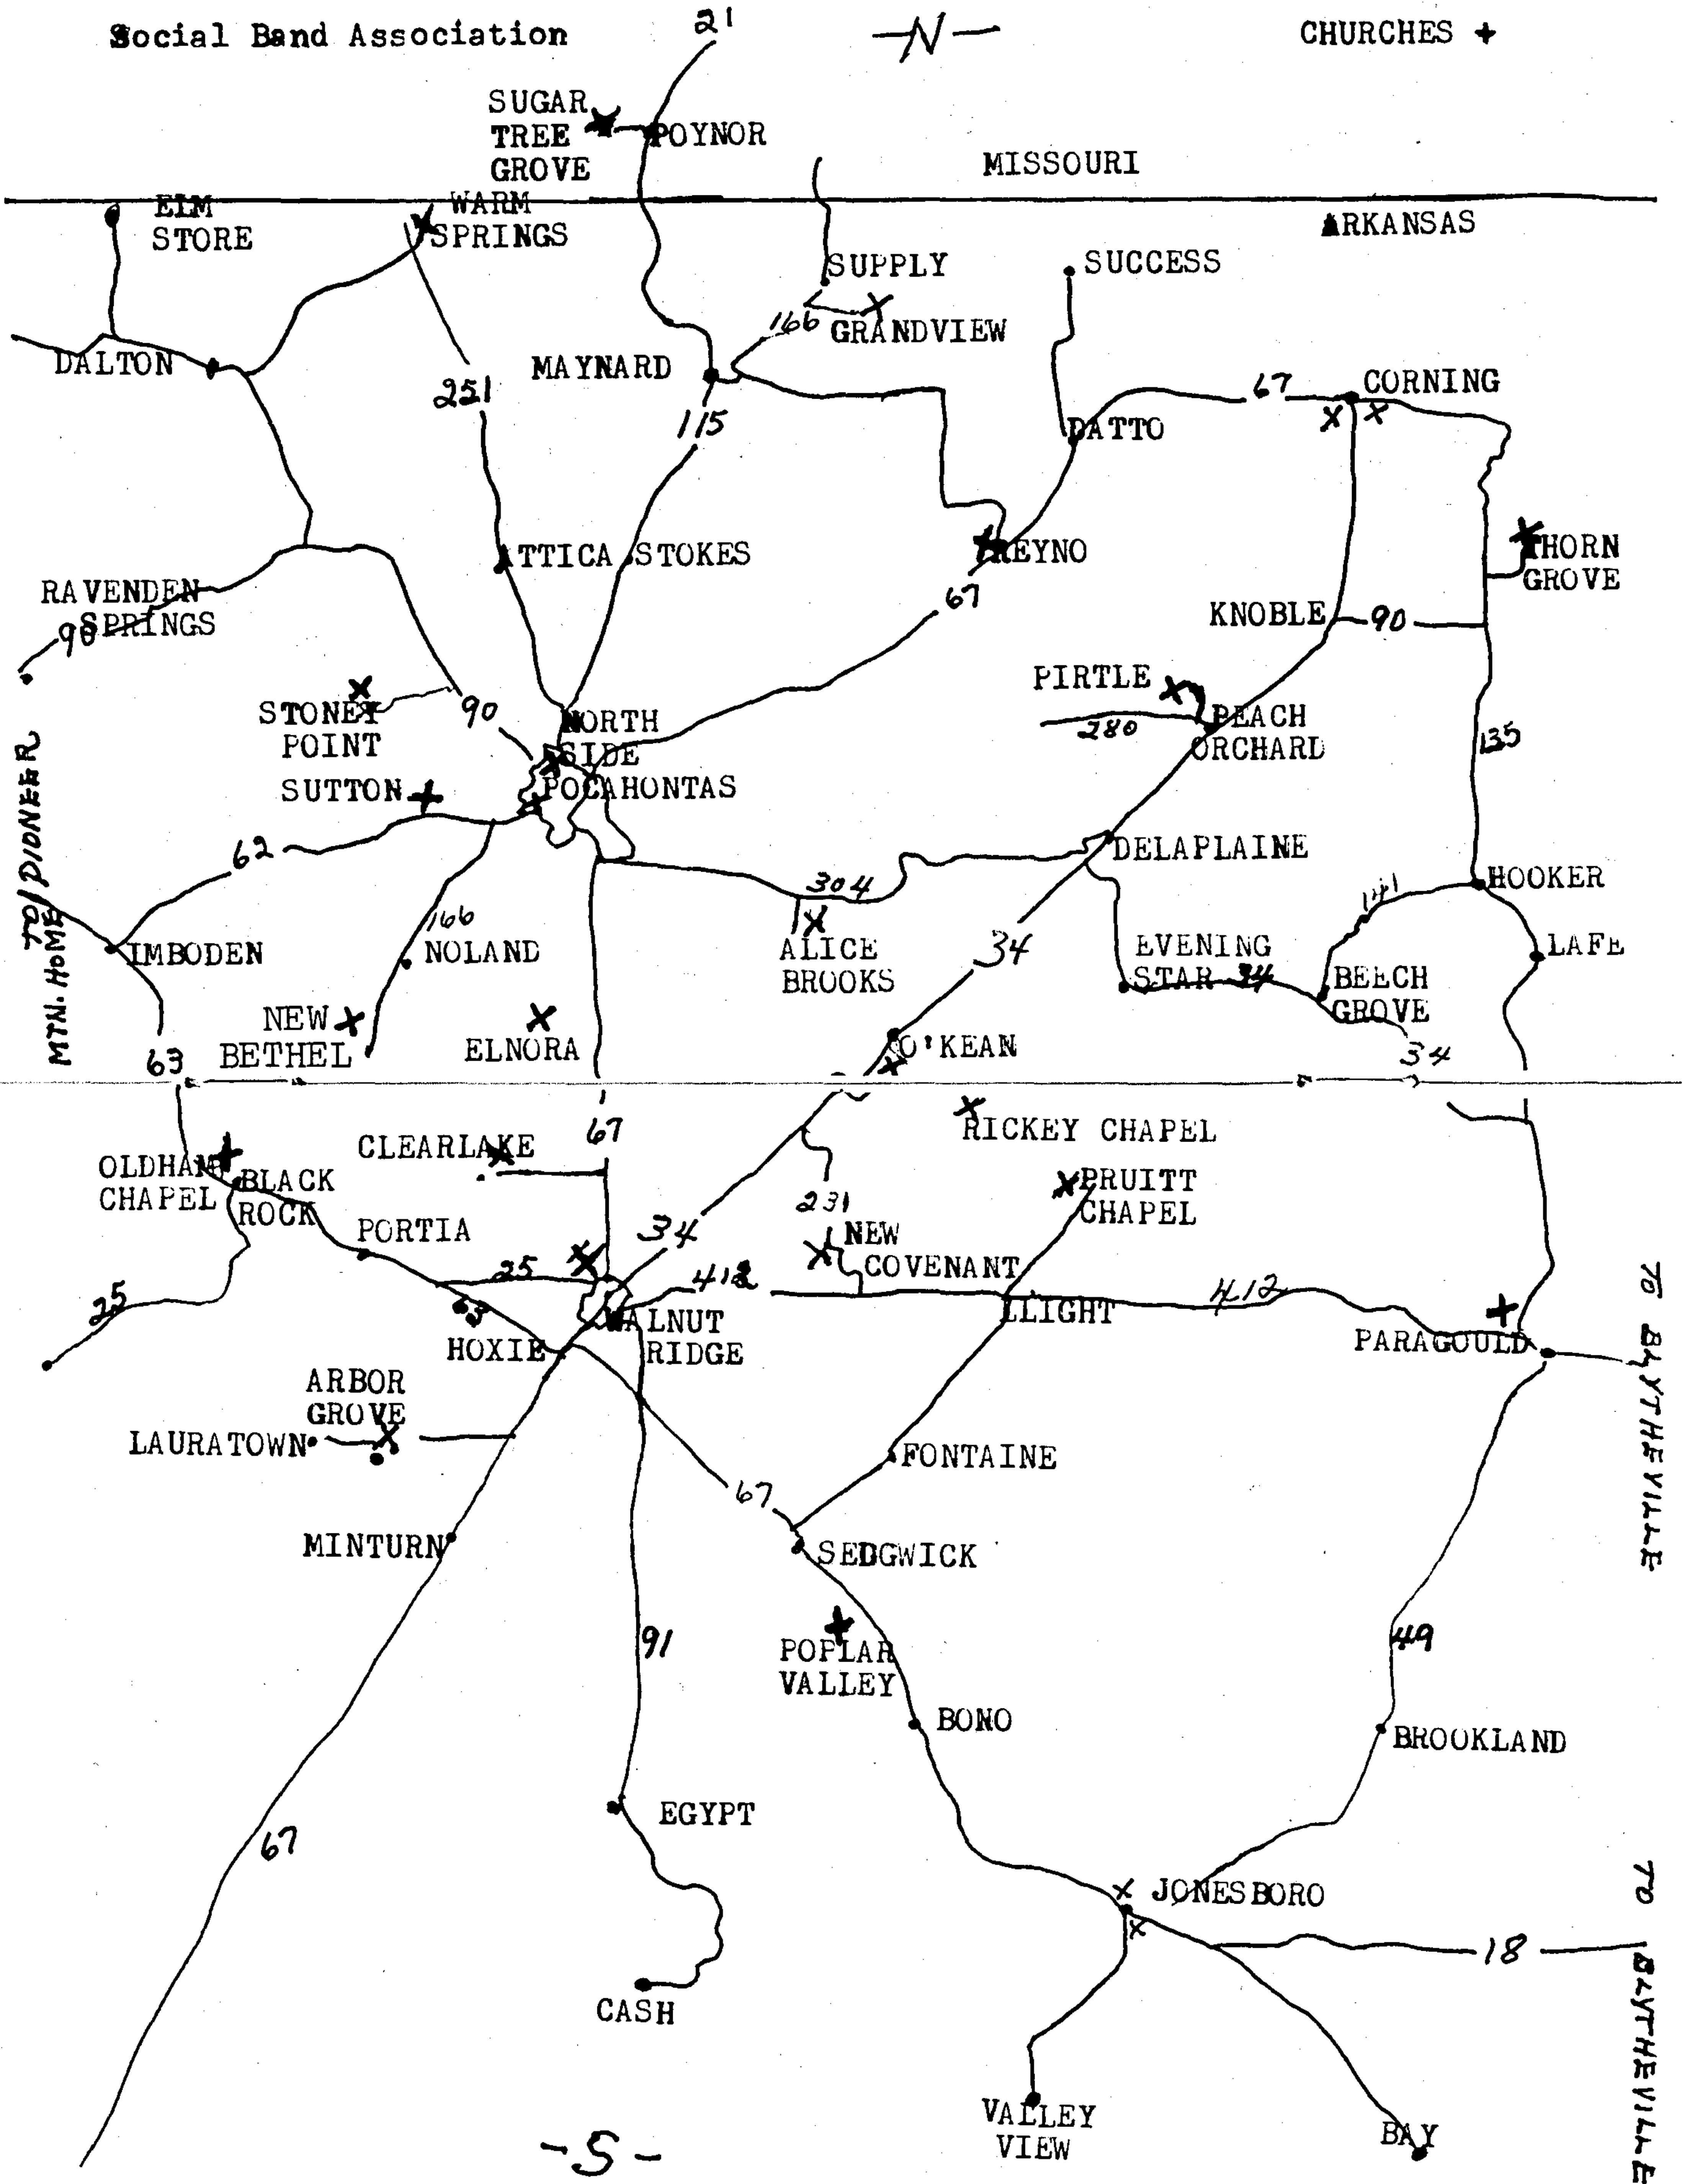 Social Band Association
21
-N-
CHURCHES +
SUGAR
TREE
GROVE
POYNOR
MISSOURI
ELM
STORE
WARM
SPRINGS
ARKANSAS
SUPPLY
SUCCESS
166
GRANDVIEW
DALTON
MAYNARD
251
115
67
CORNING
DATTO
ATTICA
STOKES
REYNO
THORN
GROVE
RAVENDEN
SPRINGS
90
67
KNOBLE
90
PIRTLE
STONEY
POINT
90
NORTH
SIDE
280
PEACH
ORCHARD
135
SUTTON
POCAHONTAS
TO PIONEER
MTN. HOME
62
DELAPLAINE
304
HOOKER
141
166
ALICE
BROOKS
34
IMBODEN
NOLAND
EVENING
STAR
34
BEECH
GROVE
LAFE
NEW
BETHEL
ELNORA
O'KEAN
34
63
67
RICKEY CHAPEL
CLEARLAKE
OLDHAM
CHAPEL
BLACK
ROCK
231
PRUITT
CHAPEL
PORTIA
34
NEW
COVENANT
25
25
412
LIGHT
412
63
HOXIE
WALNUT
RIDGE
PARAGOULD
TO BLYTHEVILLE
ARBOR
GROVE
LAURATOWN
FONTAINE
67
MINTURN
SEDGWICK
91
POPLAR
VALLEY
49
BONO
BROOKLAND
EGYPT
67
JONESBORO
18
TO BLYTHEVILLE
CASH
VALLEY
VIEW
BAY
-S-